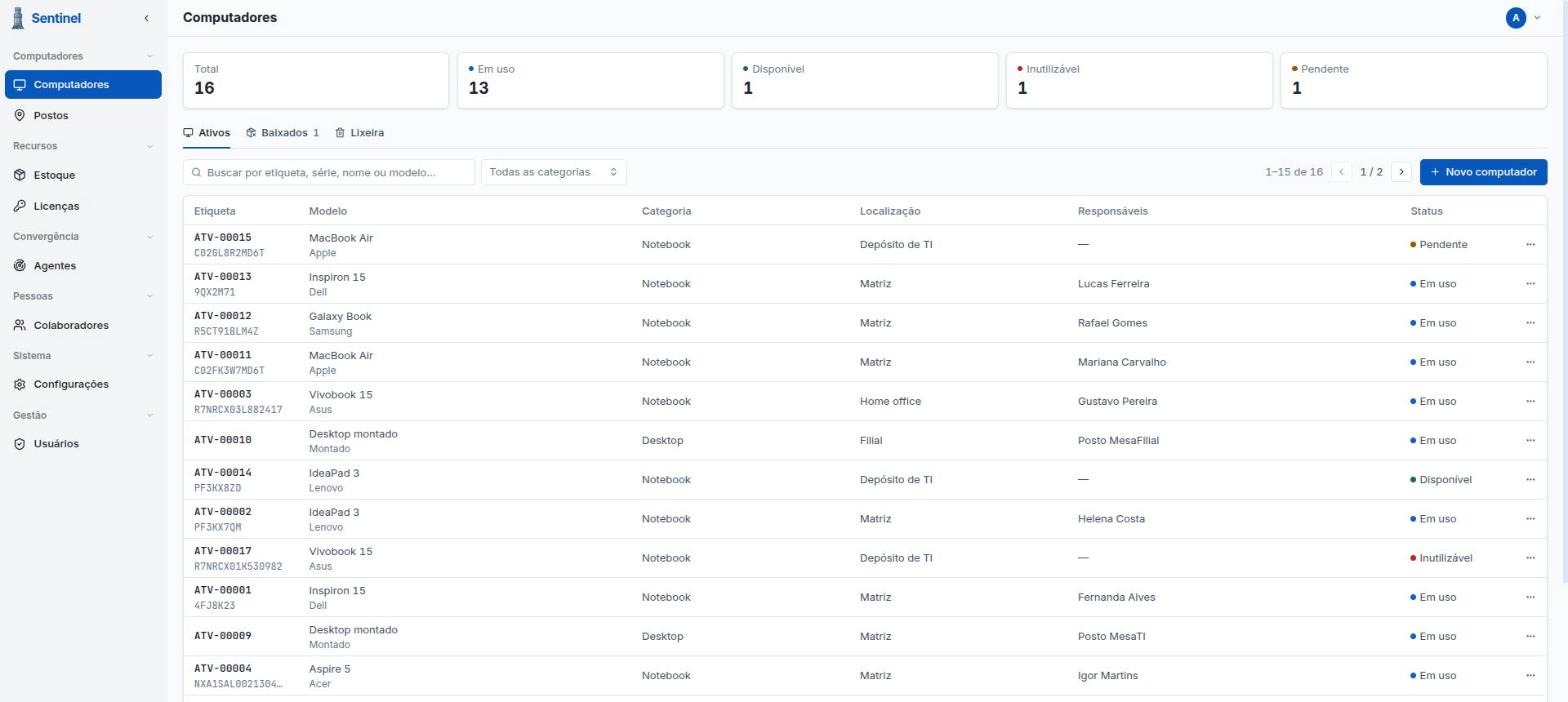 Sentinel
Computadores
Computadores
Postos
Recursos
Estoque
Licenças
Convergência
Agentes
Pessoas
Colaboradores
Sistema
Configurações
Gestão
Usuários
Computadores
A
Total
16
Em uso
13
Disponível
1
Inutilizável
1
Pendente
1
Ativos Baixados 1 Lixeira
Buscar por etiqueta, série, nome ou modelo... Todas as categorias 1–15 de 16 1 / 2 + Novo computador
Etiqueta Modelo Categoria Localização Responsáveis Status
ATV-00015 MacBook Air Notebook Depósito de TI — Pendente ...
C02GL8R2MD6T Apple
ATV-00013 Inspiron 15 Notebook Matriz Lucas Ferreira Em uso ...
9QX2M71 Dell
ATV-00012 Galaxy Book Notebook Matriz Rafael Gomes Em uso ...
R5CT91BLM4Z Samsung
ATV-00011 MacBook Air Notebook Matriz Mariana Carvalho Em uso ...
C02FK3W7MD6T Apple
ATV-00003 Vivobook 15 Notebook Home office Gustavo Pereira Em uso ...
R7NRCX03L882417 Asus
ATV-00010 Desktop montado Desktop Filial Posto MesaFilial Em uso ...
Montado
ATV-00014 IdeaPad 3 Notebook Depósito de TI — Disponível ...
PF3KX8ZD Lenovo
ATV-00002 IdeaPad 3 Notebook Matriz Helena Costa Em uso ...
PF3KX7QM Lenovo
ATV-00017 Vivobook 15 Notebook Depósito de TI — Inutilizável ...
R7NRCX01K530982 Asus
ATV-00001 Inspiron 15 Notebook Matriz Fernanda Alves Em uso ...
4FJ8K23 Dell
ATV-00009 Desktop montado Desktop Matriz Posto MesaTI Em uso ...
Montado
ATV-00004 Aspire 5 Notebook Matriz Igor Martins Em uso ...
NXA1SAL0021304… Acer